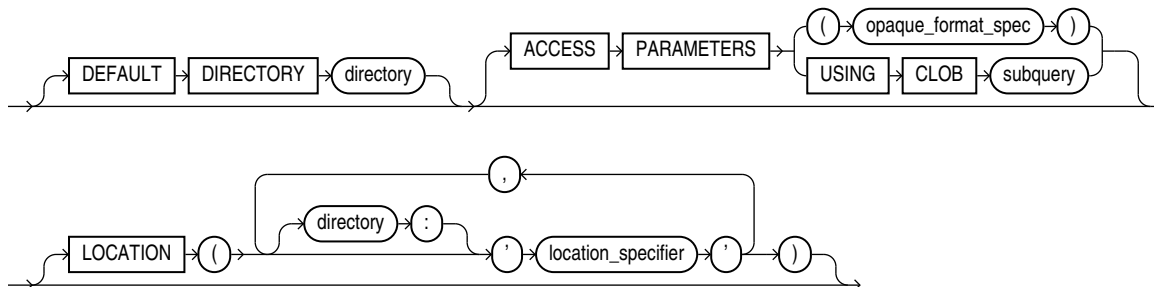 ( opaque_format_spec )
ACCESS PARAMETERS
DEFAULT DIRECTORY directory
USING CLOB subquery
,
directory :
LOCATION ( ' location_specifier ' )